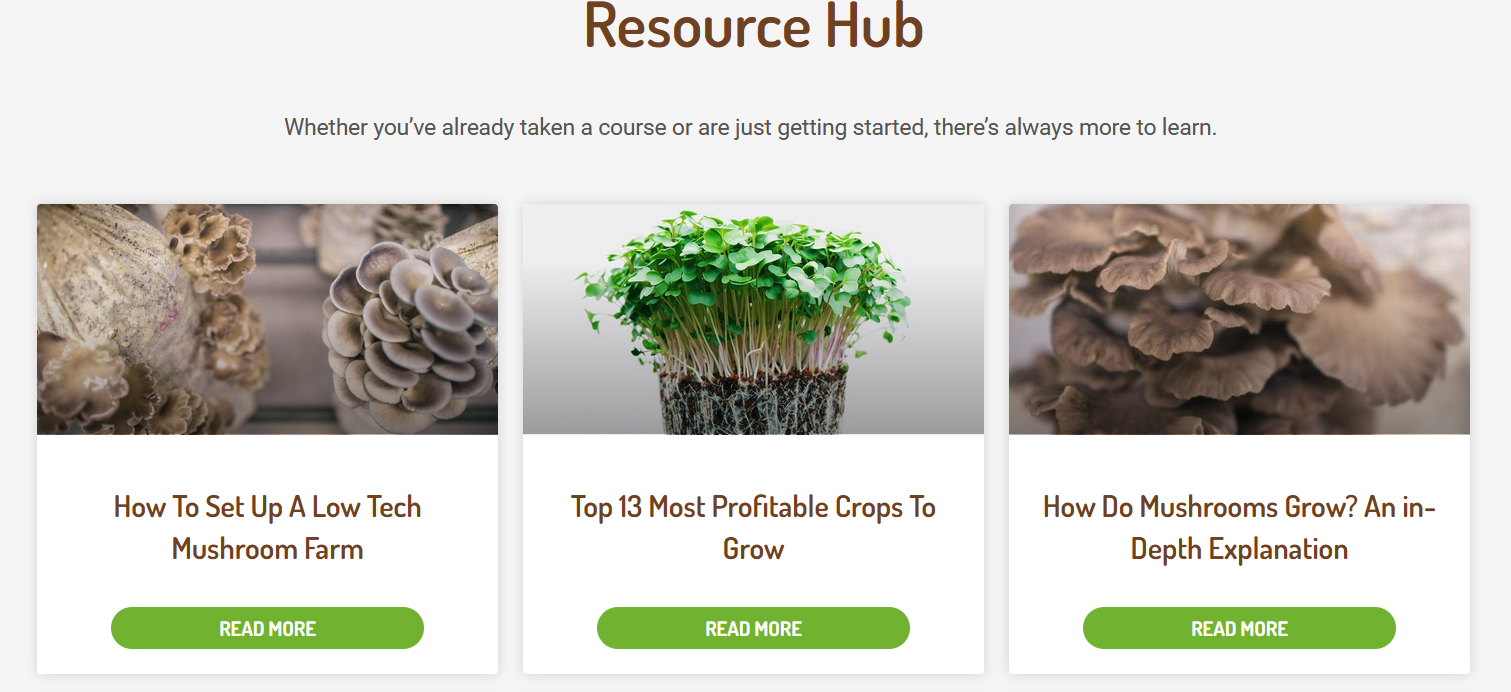 Resource Hub
Whether you’ve already taken a course or are just getting started, there’s always more to learn.
How To Set Up A Low Tech
Mushroom Farm
READ MORE
Top 13 Most Profitable Crops To
Grow
READ MORE
How Do Mushrooms Grow? An in-
Depth Explanation
READ MORE